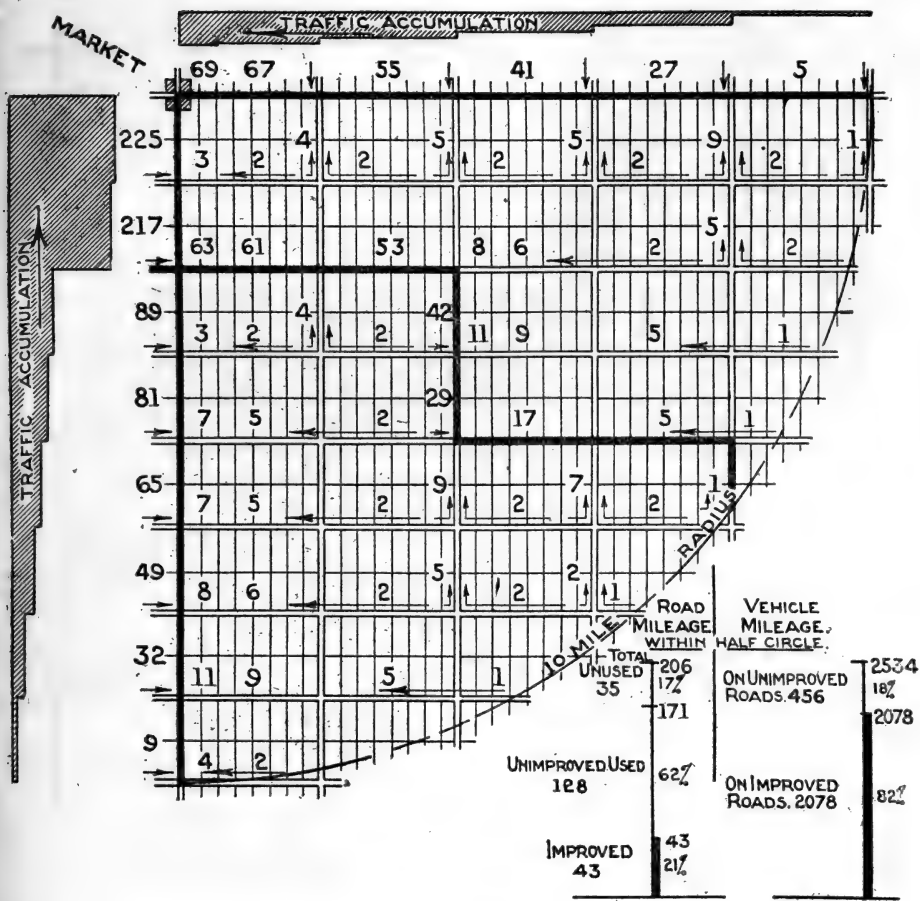 TRAFFIC ACCUMULATION
MARKET
69 67 55 41 27 5
225 4 5 5 9 1
3 2 2 2 2 2
217 5
63 61 53 8 6 2 2
89 4 42
3 2 2 11 9 5 1
81 29
7 5 2 17 5 1
65 9 7 1
7 5 2 2 2
49 5 2
8 6 2 2 1
32
11 9 5 1
9
4 2
TRAFFIC ACCUMULATION
10 MILE RADIUS
ROAD MILEAGE
VEHICLE MILEAGE.
WITHIN HALF CIRCLE.
TOTAL 206
UNUSED 35
17%
171
UNIMPROVED USED 128
62%
IMPROVED 43
43
21%
2534
ON UNIMPROVED ROADS. 456
18%
2078
ON IMPROVED ROADS. 2078
82%